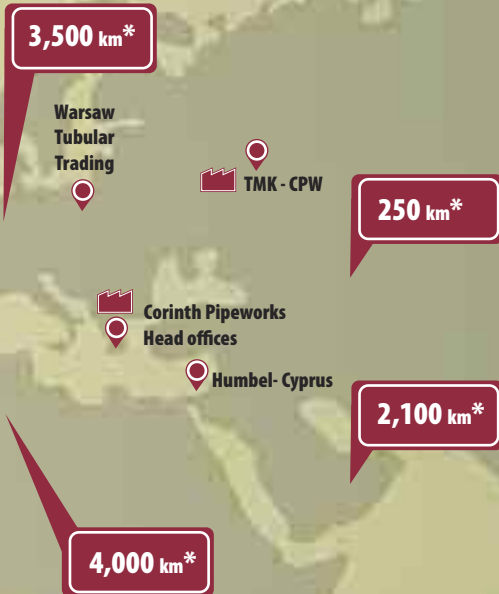 3,500 km*
Warsaw
Tubular
Trading
TMK - CPW
250 km*
Corinth Pipeworks
Head offices
Humbel- Cyprus
2,100 km*
4,000 km*